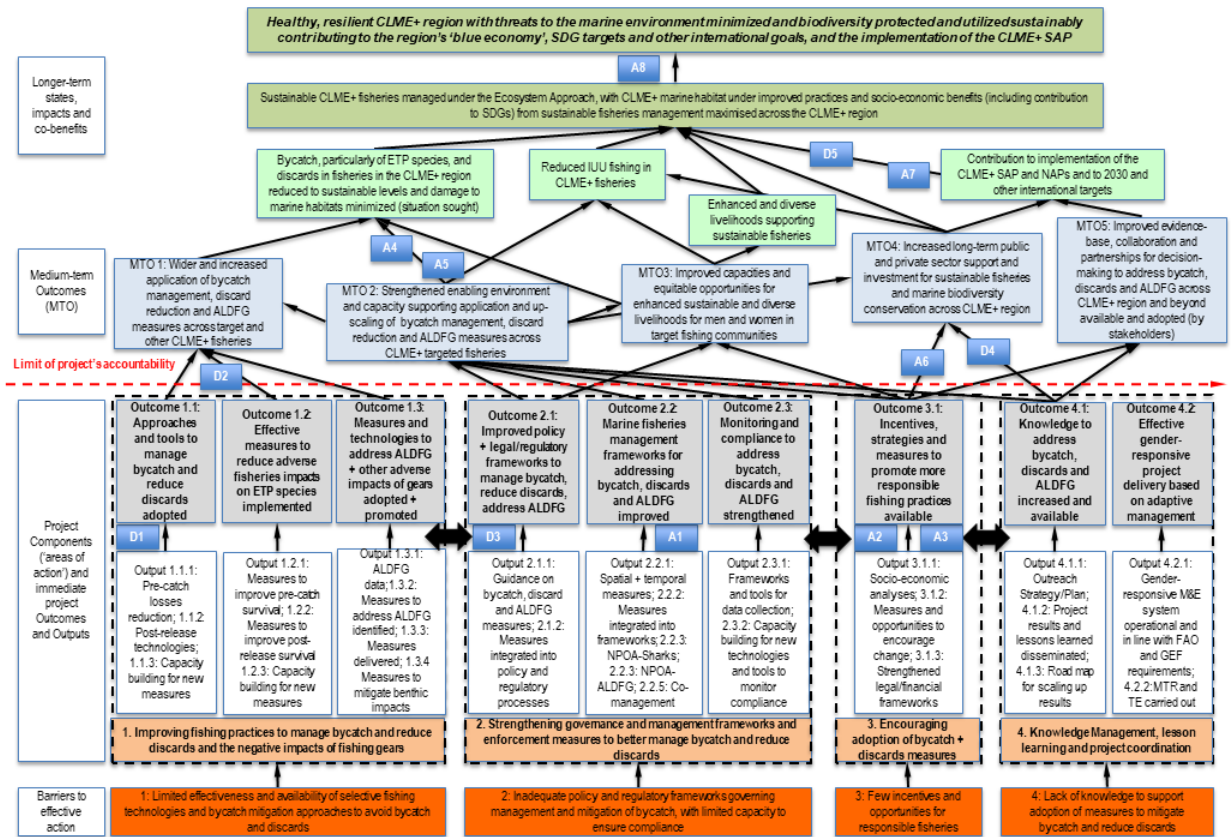 Healthy, resilient CLME+ region with threats to the marine environment minimized and biodiversity protected and utilized sustainably
contributing to the region's 'blue economy', SDG targets and other international goals, and the implementation of the CLME+ SAP
A8
Longer-term
states,
impacts and
co-benefits
Sustainable CLME+ fisheries managed under the Ecosystem Approach, with CLME+ marine habitat under improved practices and socio-economic benefits (including contribution
to SDGs) from sustainable fisheries management maximised across the CLME+ region
D5
A7
Bycatch, particularly of ETP species, and
discards in fisheries in the CLME+ region
reduced to sustainable levels and damage to
marine habitats minimized (situation sought)
Reduced IUU fishing in
CLME+ fisheries
Enhanced and
diverse
livelihoods
supporting
sustainable
fisheries
Contribution to implementation of the
CLME+ SAP and NAPs and to 2030 and
other international targets
A4
A5
Medium-term
Outcomes
(MTO)
MTO 1: Wider and increased
application of bycatch
management, discard
reduction and ALDFG
measures across target and
other CLME+ fisheries
MTO 2: Strengthened enabling environment
and capacity supporting application and up-
scaling of bycatch management, discard
reduction and ALDFG measures across
CLME+ targeted fisheries
MTO3: Improved capacities and
equitable opportunities for
enhanced sustainable and diverse
livelihoods for men and women in
target fishing communities
MTO4: Increased long-term public
and private sector support and
investment for sustainable fisheries
and marine biodiversity
conservation across CLME+ region
MTO5: Improved evidence-
base, collaboration and
partnerships for decision-
making to address bycatch,
discards and ALDFG across
CLME+ region and beyond
available and adopted (by
stakeholders)
Limit of project's accountability
D2
A6
D4
Project
Components
('areas of
action') and
immediate
project
Outcomes
and Outputs
Outcome 1.1:
Approaches
and tools to
manage
bycatch and
reduce
discards
adopted
Outcome 1.2:
Effective
measures to
reduce adverse
fisheries impacts
on ETP species
implemented
Outcome 1.3:
Measures and
technologies to
address ALDFG
+ other adverse
impacts of gears
adopted +
promoted
Outcome 2.1:
Improved policy
+ legal/regulatory
frameworks to
manage bycatch,
reduce discards,
address ALDFG
Outcome 2.2:
Marine fisheries
management
frameworks for
addressing
bycatch, discards
and ALDFG
improved
Outcome 2.3:
Monitoring and
compliance to
address bycatch,
discards and
ALDFG
strengthened
Outcome 3.1:
Incentives,
strategies and
measures to
promote more
responsible
fishing practices
available
Outcome 4.1:
Knowledge to
address
bycatch,
discards and
ALDFG
increased and
available
Outcome 4.2:
Effective
gender-
responsive
project
delivery based
on adaptive
management
D1
D3
A1
A2
A3
Output 1.1.1:
Pre-catch
losses
reduction; 1.1.2:
Post-release
technologies;
1.1.3: Capacity
building for new
measures
Output 1.2.1:
Measures to
improve pre-catch
survival; 1.2.2:
Measures to
improve post-
release survival
1.2.3: Capacity
building for new
measures
Output 1.3.1:
ALDFG
data;1.3.2:
Measures to
address ALDFG
identified; 1.3.3:
Measures
delivered; 1.3.4
Measures to
mitigate benthic
impacts
Output 2.1.1:
Guidance on
bycatch, discard
and ALDFG
measures; 2.1.2:
Measures
integrated into
policy and
regulatory
processes
Output 2.2.1:
Spatial + temporal
measures; 2.2.2:
Measures
integrated into
frameworks; 2.2.3:
NPOA-Sharks;
2.2.3: NPOA-
ALDFG; 2.2.5: Co-
management
Output 2.3.1:
Frameworks
and tools for
data collection;
2.3.2: Capacity
building for new
technologies
and tools to
monitor
compliance
Output 3.1.1:
Socio-economic
analyses; 3.1.2:
Measures and
opportunities to
encourage
change; 3.1.3:
Strengthened
legal/financial
frameworks
Output 4.1.1:
Outreach
Strategy/Plan;
4.1.2: Project
results and
lessons learned
disseminated;
4.1.3: Road map
for scaling up
results
Output 4.2.1:
Gender-
responsive M&E
system
operational and
in line with FAO
and GEF
requirements;
4.2.2: MTR and
TE carried out
1. Improving fishing practices to manage bycatch and reduce
discards and the negative impacts of fishing gears
2. Strengthening governance and management frameworks and
enforcement measures to better manage bycatch and reduce
discards
3. Encouraging
adoption of bycatch +
discards measures
4. Knowledge Management, lesson
learning and project coordination
Barriers to
effective
action
1: Limited effectiveness and availability of selective fishing
technologies and bycatch mitigation approaches to avoid bycatch
and discards
2: Inadequate policy and regulatory frameworks governing
management and mitigation of bycatch, with limited capacity to
ensure compliance
3: Few incentives and
opportunities for
responsible fisheries
4: Lack of knowledge to support
adoption of measures to mitigate
bycatch and reduce discards